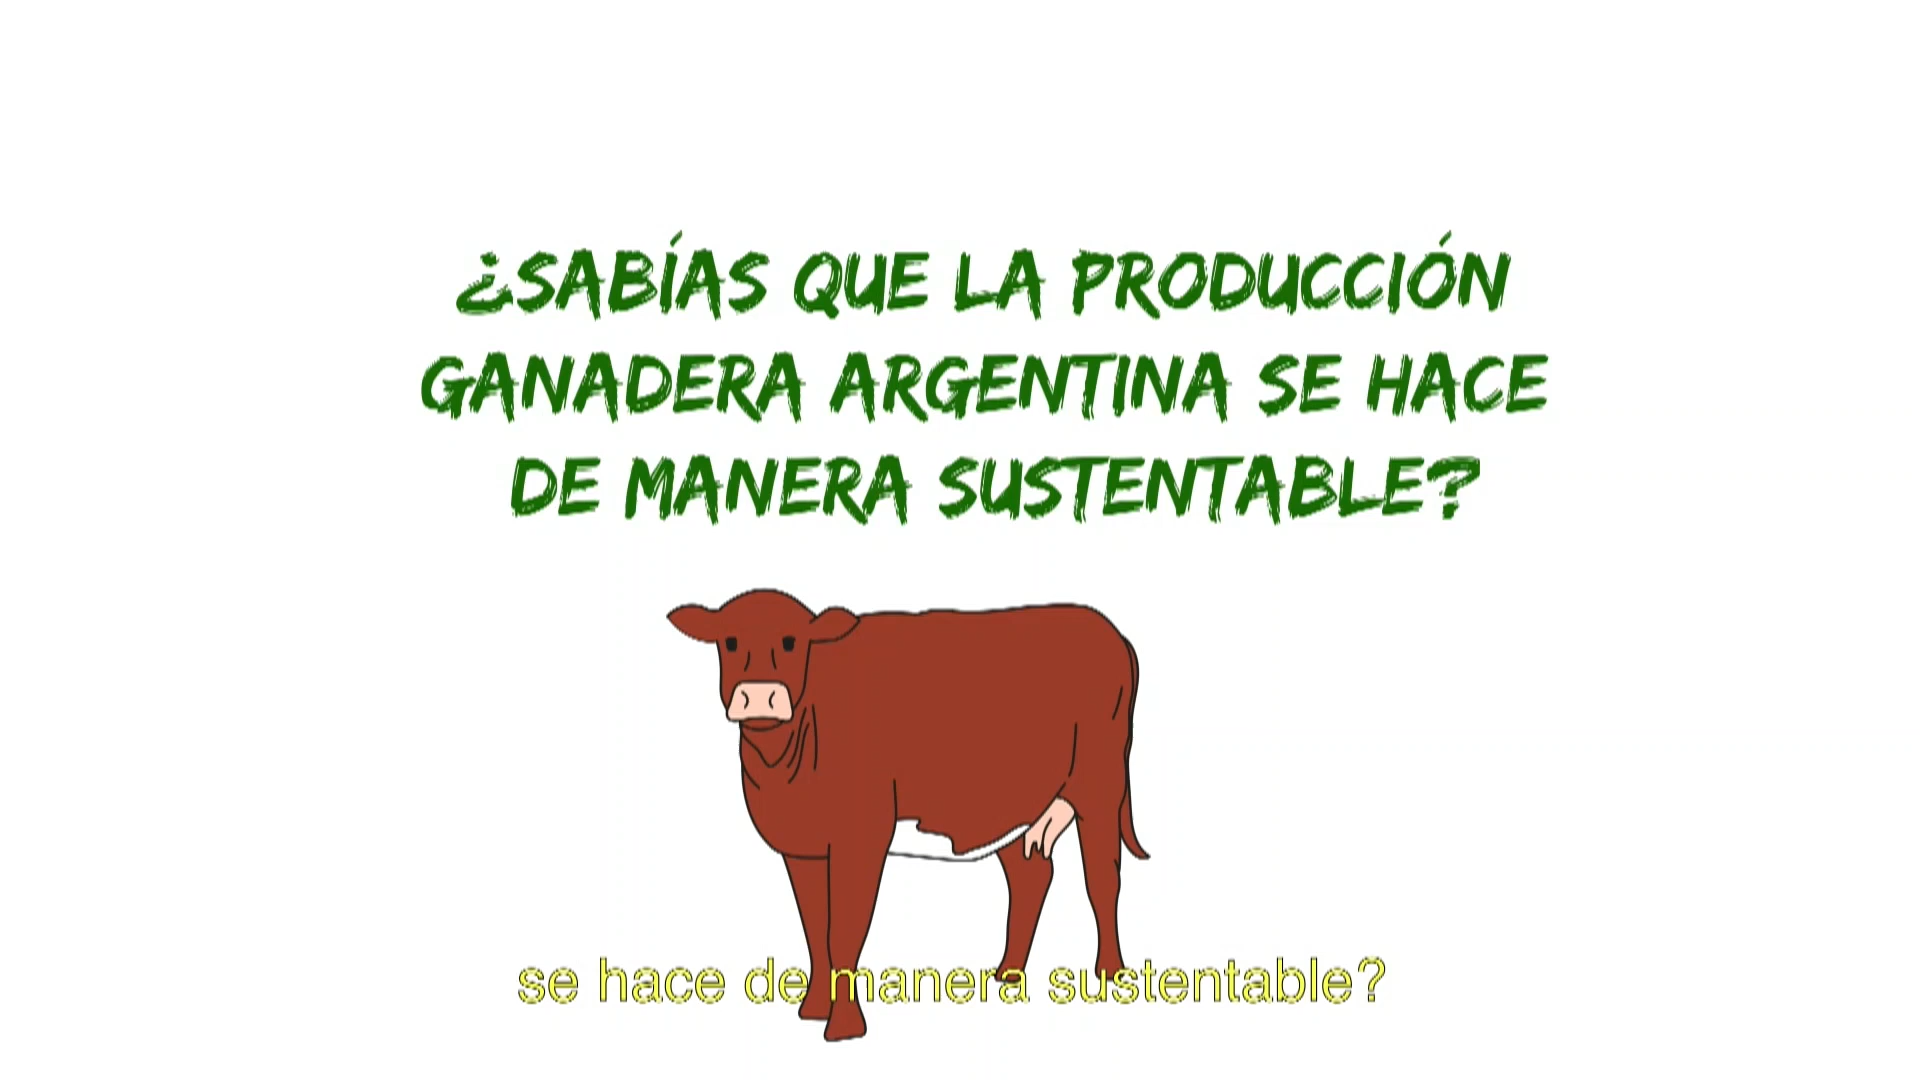 ¿SABÍAS QUE LA PRODUCCIÓN
GANADERA ARGENTINA SE HACE
DE MANERA SUSTENTABLE?
se hace de manera sustentable?